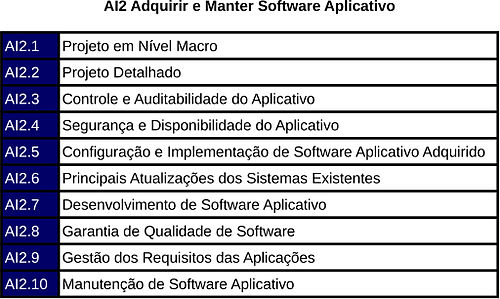 AI2 Adquirir e Manter Software Aplicativo
AI2.1 Projeto em Nível Macro
AI2.2 Projeto Detalhado
AI2.3 Controle e Auditabilidade do Aplicativo
AI2.4 Segurança e Disponibilidade do Aplicativo
AI2.5 Configuração e Implementação de Software Aplicativo Adquirido
AI2.6 Principais Atualizações dos Sistemas Existentes
AI2.7 Desenvolvimento de Software Aplicativo
AI2.8 Garantia de Qualidade de Software
AI2.9 Gestão dos Requisitos das Aplicações
AI2.10 Manutenção de Software Aplicativo